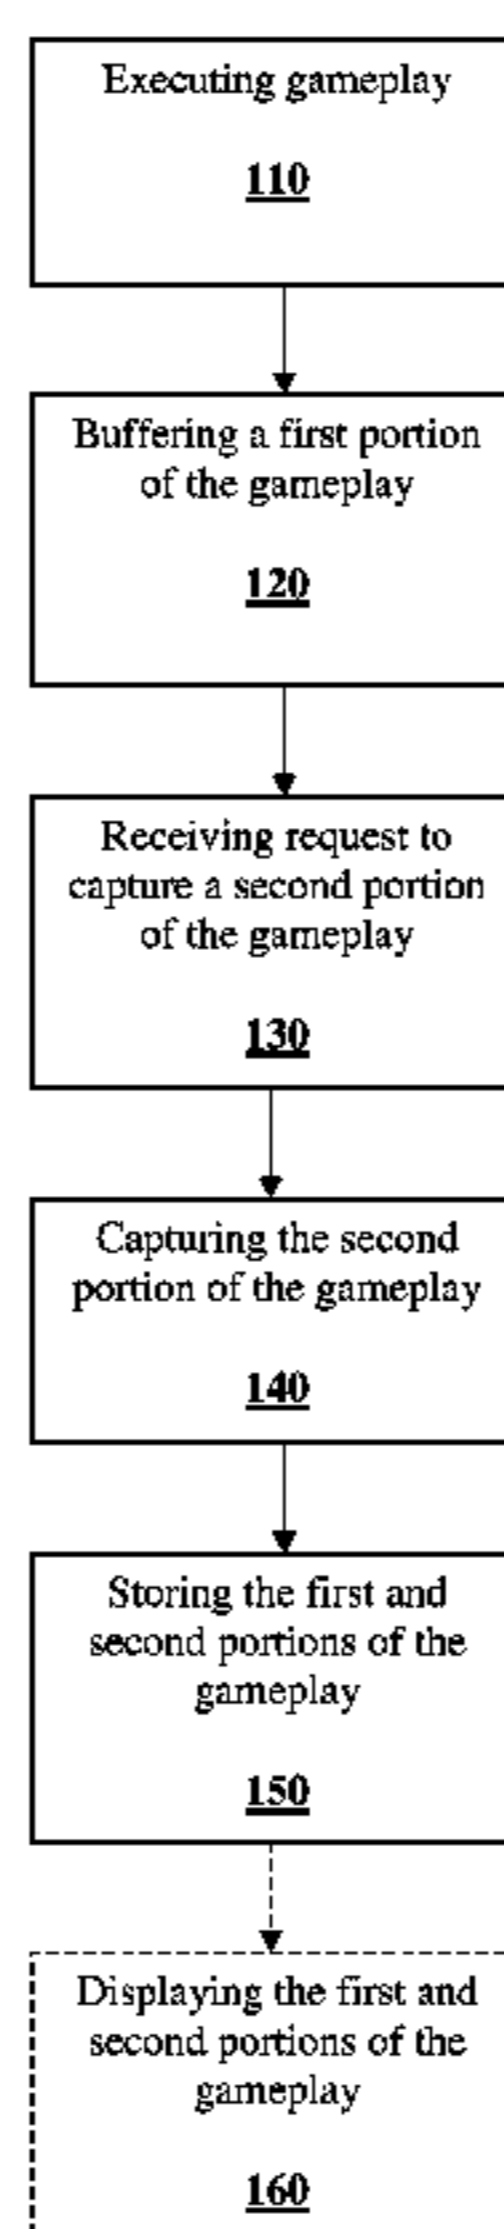 Executing gameplay
110
Buffering a first portion
of the gameplay
120
Receiving request to
capture a second portion
of the gameplay
130
Capturing the second
portion of the gameplay
140
Storing the first and
second portions of the
gameplay
150
Displaying the first and
second portions of the
gameplay
160